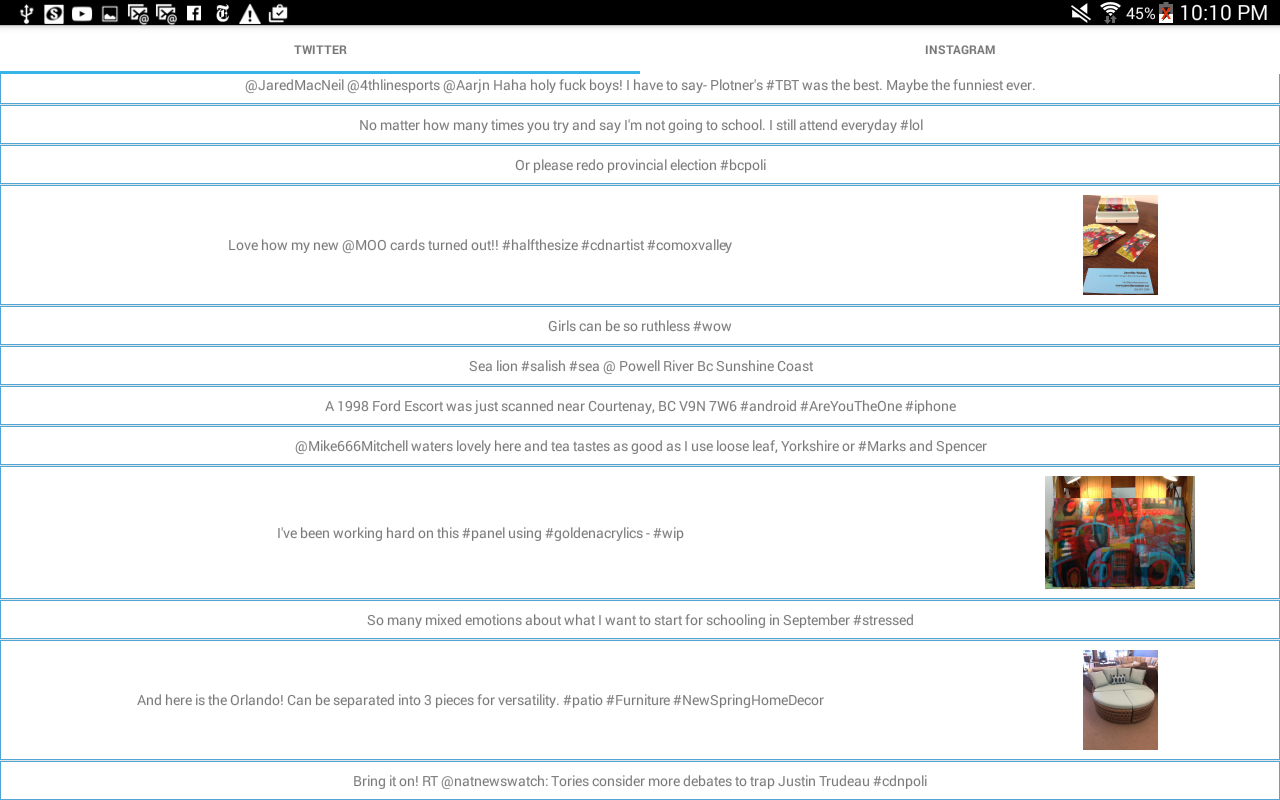 45% 10:10 PM
TWITTER
INSTAGRAM
@JaredMacNeil @4thlinesports @Aarjn Haha holy fuck boys! I have to say- Plotner's #TBT was the best. Maybe the funniest ever.
No matter how many times you try and say I'm not going to school. I still attend everyday #lol
Or please redo provincial election #bcpoli
Love how my new @MOO cards turned out!! #halfthesize #cdnartist #comoxvalley
Girls can be so ruthless #wow
Sea lion #salish #sea @ Powell River Bc Sunshine Coast
A 1998 Ford Escort was just scanned near Courtenay, BC V9N 7W6 #android #AreYouTheOne #iphone
@Mike666Mitchell waters lovely here and tea tastes as good as I use loose leaf, Yorkshire or #Marks and Spencer
I've been working hard on this #panel using #goldenacrylics - #wip
So many mixed emotions about what I want to start for schooling in September #stressed
And here is the Orlando! Can be separated into 3 pieces for versatility. #patio #Furniture #NewSpringHomeDecor
Bring it on! RT @natnewswatch: Tories consider more debates to trap Justin Trudeau #cdnpoli